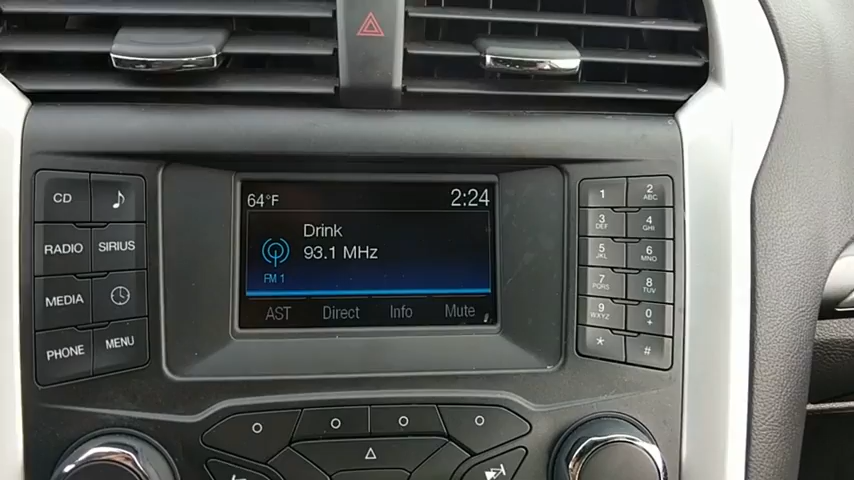 64°F 2:24
Drink
93.1 MHz
FM 1
AST Direct Info Mute
CD
RADIO SIRIUS
MEDIA
PHONE MENU
1 2 ABC
3 DEF 4 GHI
5 JKL 6 MNO
7 PQRS 8 TUV
9 WXYZ 0 +
* #